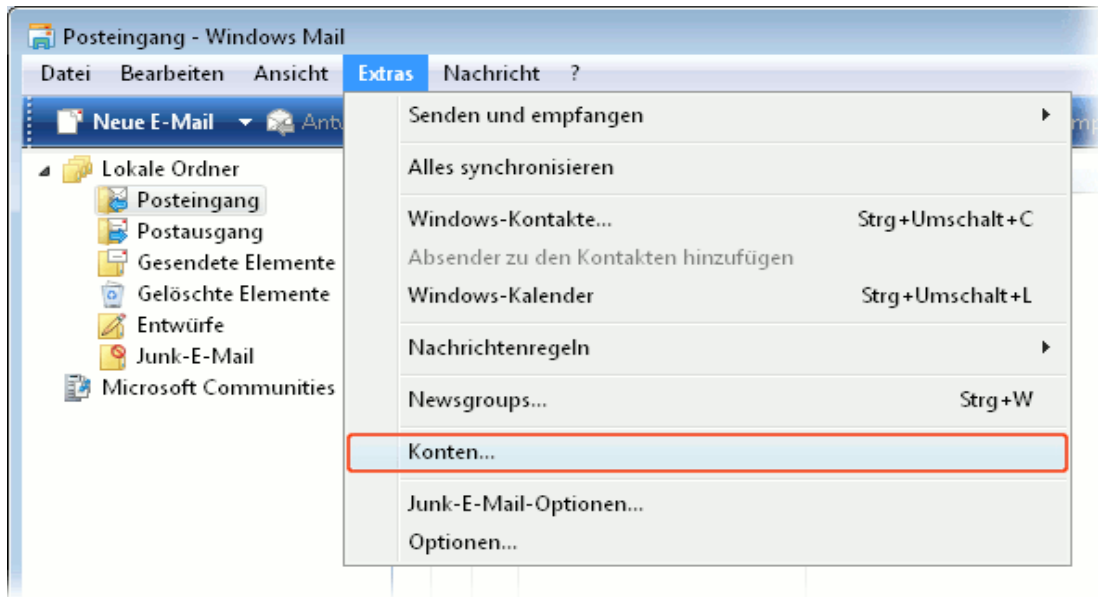 Posteingang - Windows Mail
Datei Bearbeiten Ansicht Extras Nachricht ?
Neue E-Mail
Senden und empfangen
Alles synchronisieren
Windows-Kontakte... Strg+Umschalt+C
Absender zu den Kontakten hinzufügen
Windows-Kalender Strg+Umschalt+L
Nachrichtenregeln
Newsgroups... Strg+W
Konten...
Junk-E-Mail-Optionen...
Optionen...
Lokale Ordner
Posteingang
Postausgang
Gesendete Elemente
Gelöschte Elemente
Entwürfe
Junk-E-Mail
Microsoft Communities